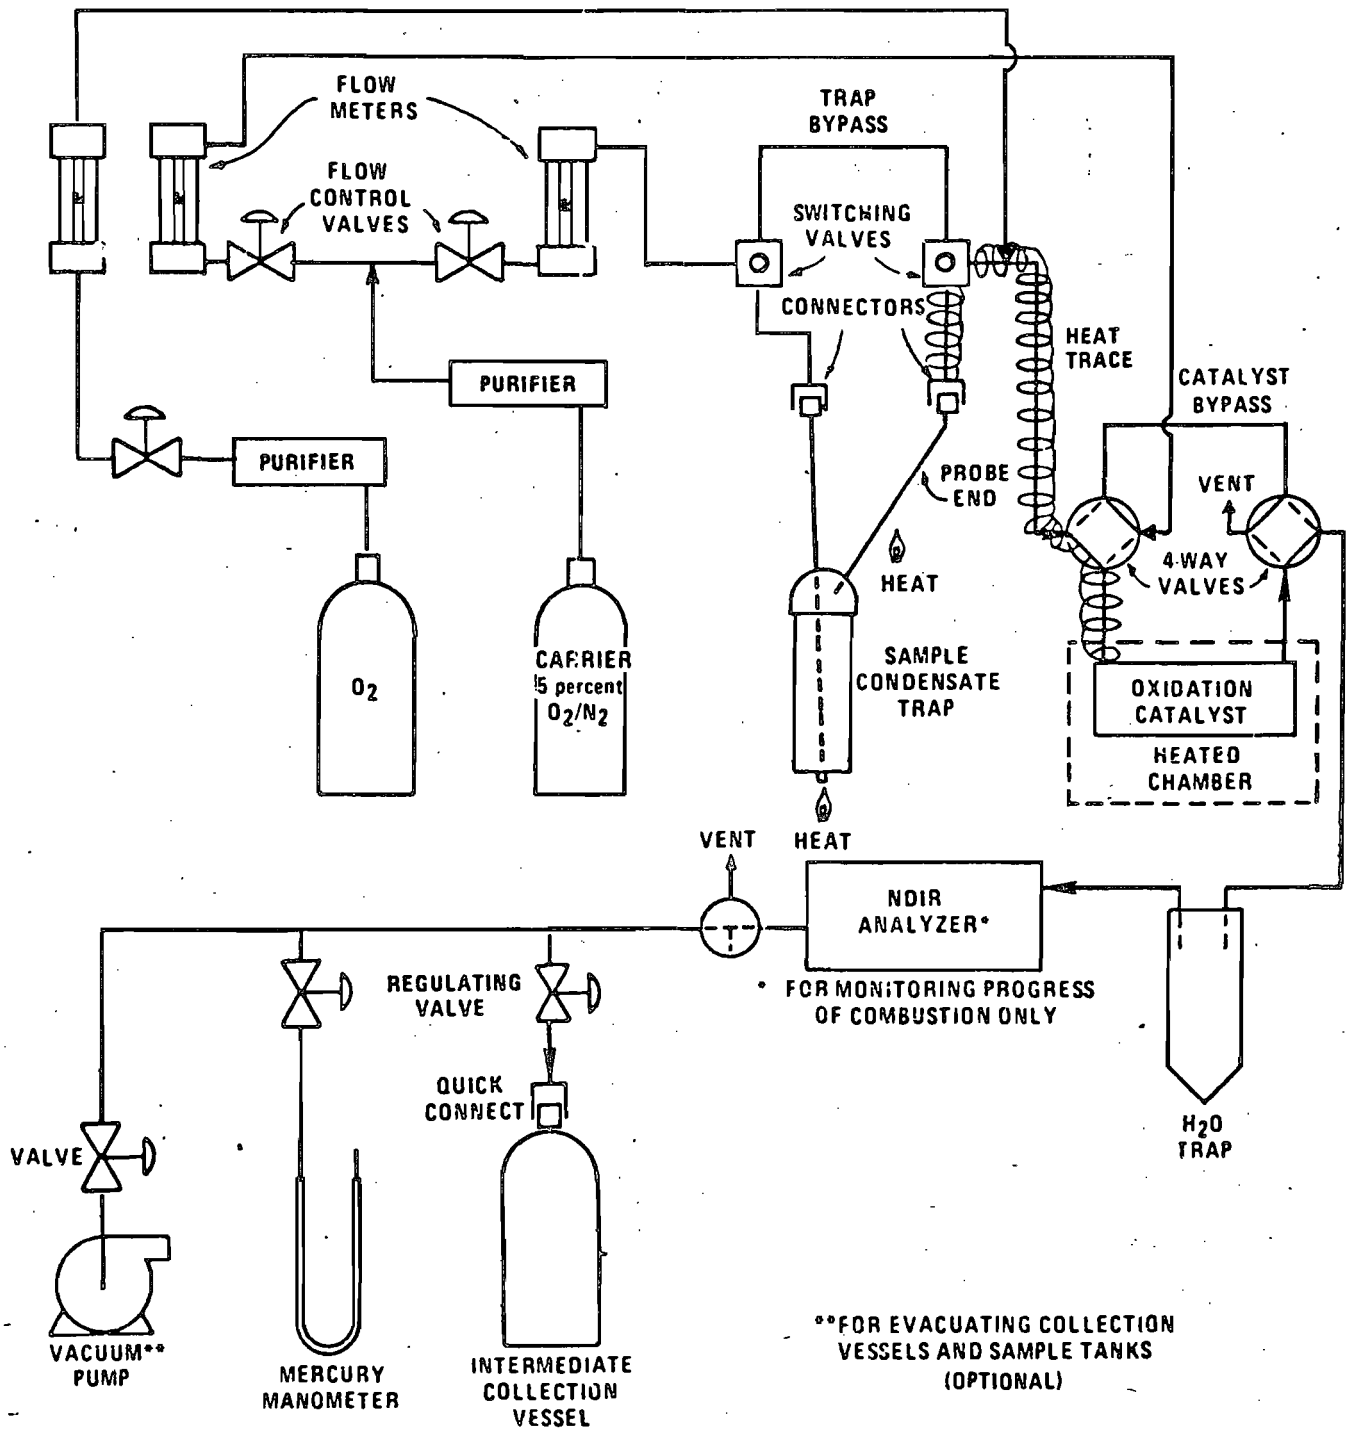 FLOW
METERS
TRAP
BYPASS
FLOW
CONTROL
VALVES
SWITCHING
VALVES
CONNECTORS
HEAT
TRACE
PURIFIER
CATALYST
BYPASS
PURIFIER
PROBE
END
VENT
4-WAY
VALVES
HEAT
O2
CARRIER
5 percent
O2/N2
SAMPLE
CONDENSATE
TRAP
OXIDATION
CATALYST
HEATED
CHAMBER
VENT
HEAT
NDIR
ANALYZER*
* FOR MONITORING PROGRESS
OF COMBUSTION ONLY
REGULATING
VALVE
QUICK
CONNECT
H2O
TRAP
VALVE
VACUUM**
PUMP
MERCURY
MANOMETER
INTERMEDIATE
COLLECTION
VESSEL
**FOR EVACUATING COLLECTION
VESSELS AND SAMPLE TANKS
(OPTIONAL)